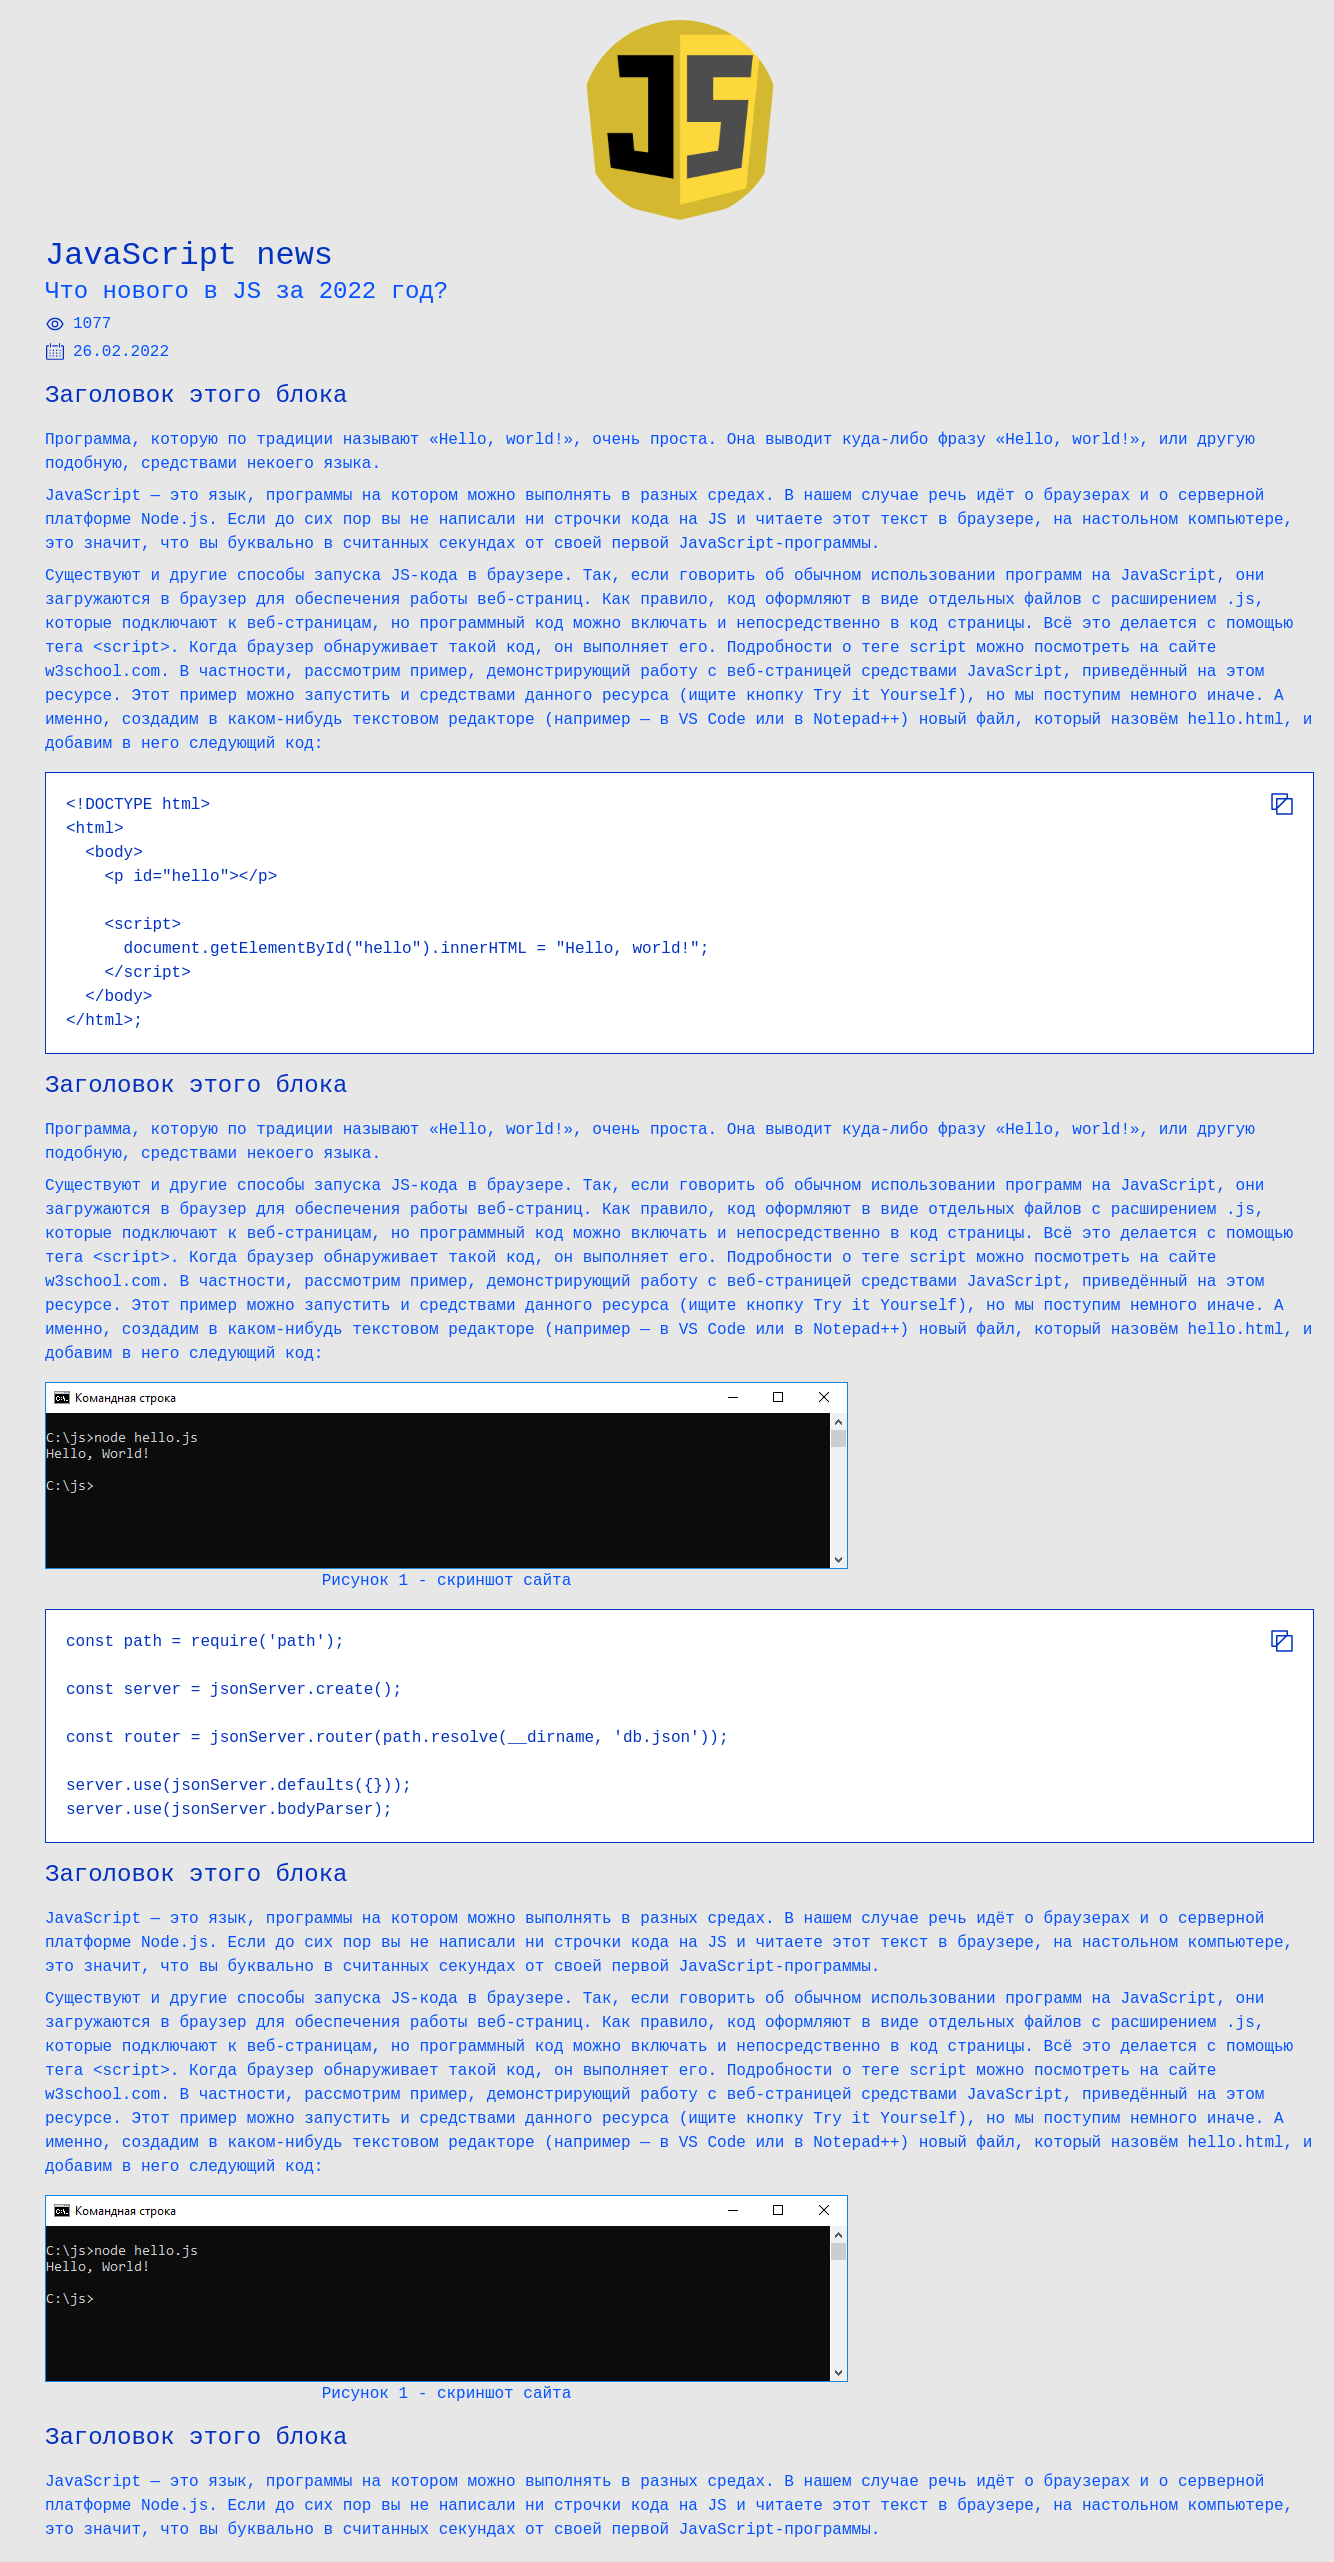 JS
JavaScript news
Что нового в JS за 2022 год?
1077
26.02.2022
Заголовок этого блока
Программа, которую по традиции называют «Hello, world!», очень проста. Она выводит куда-либо фразу «Hello, world!», или другую
подобную, средствами некоего языка.
JavaScript — это язык, программы на котором можно выполнять в разных средах. В нашем случае речь идёт о браузерах и о серверной
платформе Node.js. Если до сих пор вы не написали ни строчки кода на JS и читаете этот текст в браузере, на настольном компьютере,
это значит, что вы буквально в считанных секундах от своей первой JavaScript-программы.
Существуют и другие способы запуска JS-кода в браузере. Так, если говорить об обычном использовании программ на JavaScript, они
загружаются в браузер для обеспечения работы веб-страниц. Как правило, код оформляют в виде отдельных файлов с расширением .js,
которые подключают к веб-страницам, но программный код можно включать и непосредственно в код страницы. Всё это делается с помощью
тега <script>. Когда браузер обнаруживает такой код, он выполняет его. Подробности о теге script можно посмотреть на сайте
w3school.com. В частности, рассмотрим пример, демонстрирующий работу с веб-страницей средствами JavaScript, приведённый на этом
ресурсе. Этот пример можно запустить и средствами данного ресурса (ищите кнопку Try it Yourself), но мы поступим немного иначе. А
именно, создадим в каком-нибудь текстовом редакторе (например — в VS Code или в Notepad++) новый файл, который назовём hello.html, и
добавим в него следующий код:
<!DOCTYPE html>
<html>
  <body>
    <p id="hello"></p>
    <script>
      document.getElementById("hello").innerHTML = "Hello, world!";
    </script>
  </body>
</html>;
Заголовок этого блока
Программа, которую по традиции называют «Hello, world!», очень проста. Она выводит куда-либо фразу «Hello, world!», или другую
подобную, средствами некоего языка.
Существуют и другие способы запуска JS-кода в браузере. Так, если говорить об обычном использовании программ на JavaScript, они
загружаются в браузер для обеспечения работы веб-страниц. Как правило, код оформляют в виде отдельных файлов с расширением .js,
которые подключают к веб-страницам, но программный код можно включать и непосредственно в код страницы. Всё это делается с помощью
тега <script>. Когда браузер обнаруживает такой код, он выполняет его. Подробности о теге script можно посмотреть на сайте
w3school.com. В частности, рассмотрим пример, демонстрирующий работу с веб-страницей средствами JavaScript, приведённый на этом
ресурсе. Этот пример можно запустить и средствами данного ресурса (ищите кнопку Try it Yourself), но мы поступим немного иначе. А
именно, создадим в каком-нибудь текстовом редакторе (например — в VS Code или в Notepad++) новый файл, который назовём hello.html, и
добавим в него следующий код:
Командная строка
C:\js>node hello.js
Hello, World!
C:\js>
Рисунок 1 - скриншот сайта
const path = require('path');
const server = jsonServer.create();
const router = jsonServer.router(path.resolve(__dirname, 'db.json'));
server.use(jsonServer.defaults({}));
server.use(jsonServer.bodyParser);
Заголовок этого блока
JavaScript — это язык, программы на котором можно выполнять в разных средах. В нашем случае речь идёт о браузерах и о серверной
платформе Node.js. Если до сих пор вы не написали ни строчки кода на JS и читаете этот текст в браузере, на настольном компьютере,
это значит, что вы буквально в считанных секундах от своей первой JavaScript-программы.
Существуют и другие способы запуска JS-кода в браузере. Так, если говорить об обычном использовании программ на JavaScript, они
загружаются в браузер для обеспечения работы веб-страниц. Как правило, код оформляют в виде отдельных файлов с расширением .js,
которые подключают к веб-страницам, но программный код можно включать и непосредственно в код страницы. Всё это делается с помощью
тега <script>. Когда браузер обнаруживает такой код, он выполняет его. Подробности о теге script можно посмотреть на сайте
w3school.com. В частности, рассмотрим пример, демонстрирующий работу с веб-страницей средствами JavaScript, приведённый на этом
ресурсе. Этот пример можно запустить и средствами данного ресурса (ищите кнопку Try it Yourself), но мы поступим немного иначе. А
именно, создадим в каком-нибудь текстовом редакторе (например — в VS Code или в Notepad++) новый файл, который назовём hello.html, и
добавим в него следующий код:
Командная строка
C:\js>node hello.js
Hello, World!
C:\js>
Рисунок 1 - скриншот сайта
Заголовок этого блока
JavaScript — это язык, программы на котором можно выполнять в разных средах. В нашем случае речь идёт о браузерах и о серверной
платформе Node.js. Если до сих пор вы не написали ни строчки кода на JS и читаете этот текст в браузере, на настольном компьютере,
это значит, что вы буквально в считанных секундах от своей первой JavaScript-программы.